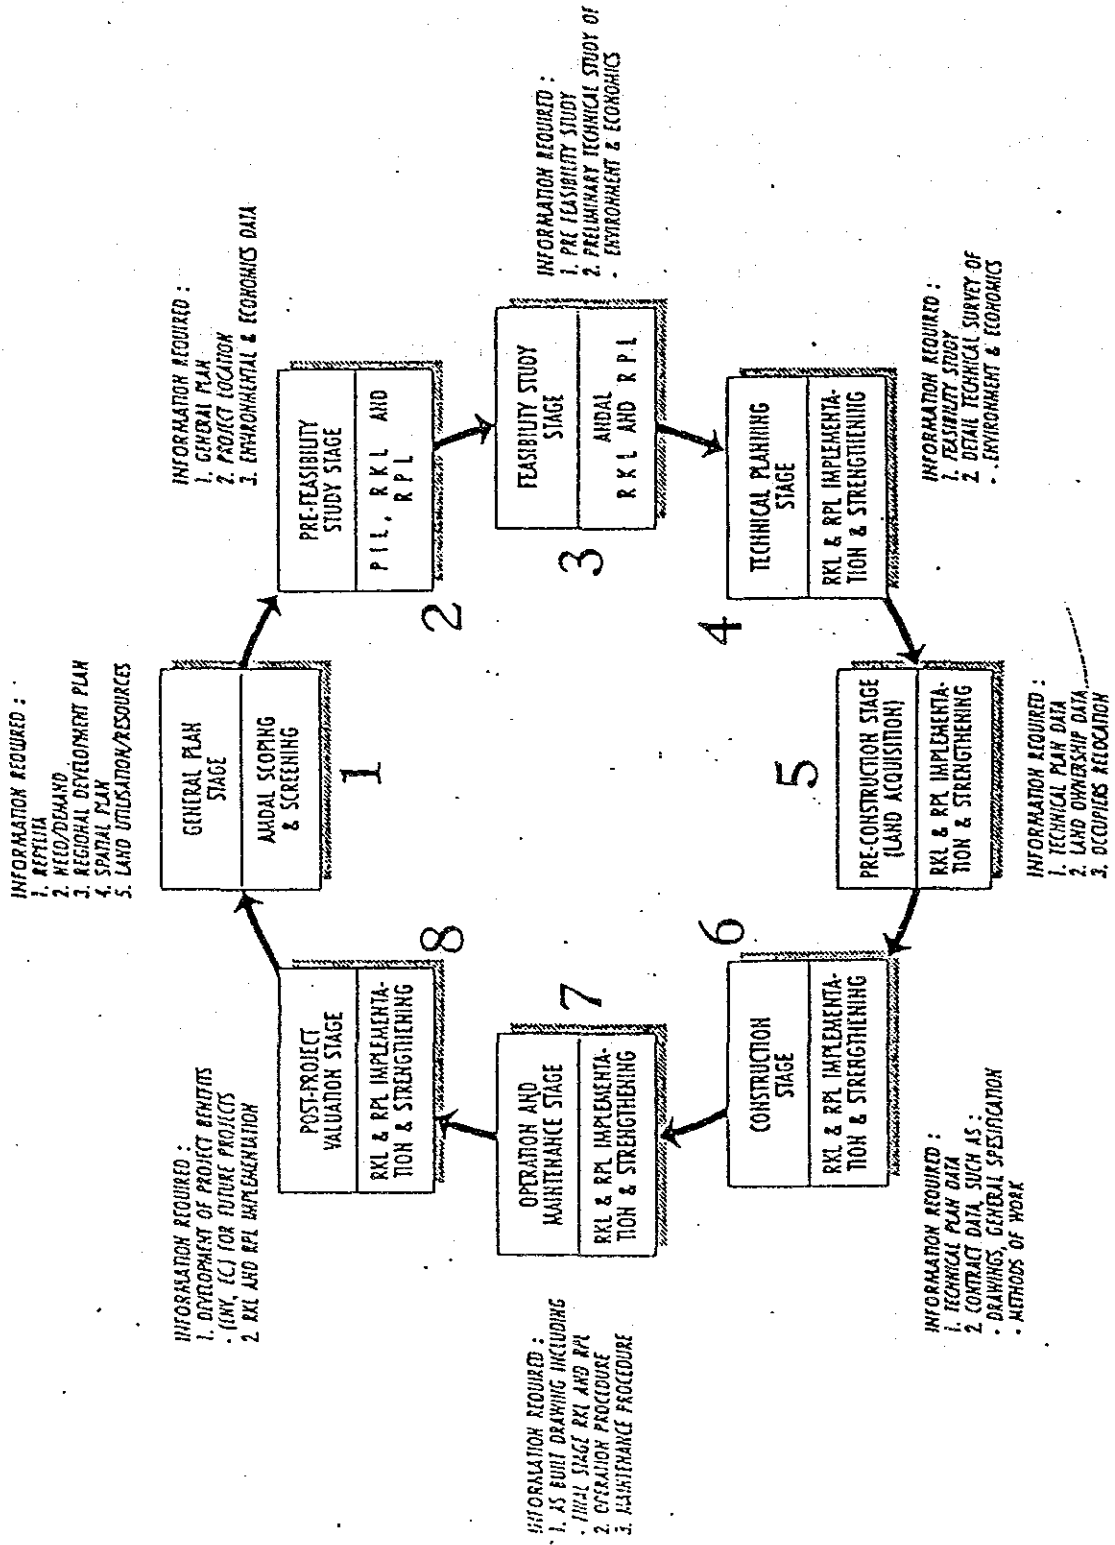 INFORMATION REQUIRED :
1. REPELITA
2. NEED/DEMAND
3. REGIONAL DEVELOPMENT PLAN
4. SPATIAL PLAN
5. LAND UTILISATION/RESOURCES
GENERAL PLAN
STAGE
AMDAL SCOPING
& SCREENING
1
INFORMATION REQUIRED :
1. GENERAL PLAN
2. PROJECT LOCATION
3. ENVIRONMENTAL & ECONOMICS DATA
PRE-FEASIBILITY
STUDY STAGE
PIL, RKL AND
RPL
2
INFORMATION REQUIRED :
1. PRE FEASIBILITY STUDY
2. PRELIMINARY TECHNICAL STUDY OF
- ENVIRONMENT & ECONOMICS
FEASIBILITY STUDY
STAGE
ANDAL
RKL AND RPL
3
INFORMATION REQUIRED :
1. FEASIBILITY STUDY
2. DETAIL TECHNICAL SURVEY OF
- ENVIRONMENT & ECONOMICS
TECHNICAL PLANNING
STAGE
RKL & RPL IMPLEMENTA-
TION & STRENGTHENING
4
PRE-CONSTRUCTION STAGE
(LAND ACQUISITION)
RKL & RPL IMPLEMENTA-
TION & STRENGTHENING
5
INFORMATION REQUIRED :
1. TECHNICAL PLAN DATA
2. LAND OWNERSHIP DATA
3. OCCUPIERS RELOCATION
CONSTRUCTION
STAGE
RKL & RPL IMPLEMENTA-
TION & STRENGTHENING
6
INFORMATION REQUIRED :
1. TECHNICAL PLAN DATA
2. CONTRACT DATA, SUCH AS :
- DRAWINGS, GENERAL SPESIFICATION
- METHODS OF WORK
OPERATION AND
MAINTENANCE STAGE
RKL & RPL IMPLEMENTA-
TION & STRENGTHENING
7
INFORMATION REQUIRED :
1. AS BUILT DRAWING INCLUDING
- FINAL STAGE RKL AND RPL
2. OPERATION PROCEDURE
3. MAINTENANCE PROCEDURE
POST-PROJECT
VALUATION STAGE
RKL & RPL IMPLEMENTA-
TION & STRENGTHENING
8
INFORMATION REQUIRED :
1. DEVELOPMENT OF PROJECT BENEFITS
- (ENV, EC) FOR FUTURE PROJECTS
2. RKL AND RPL IMPLEMENTATION